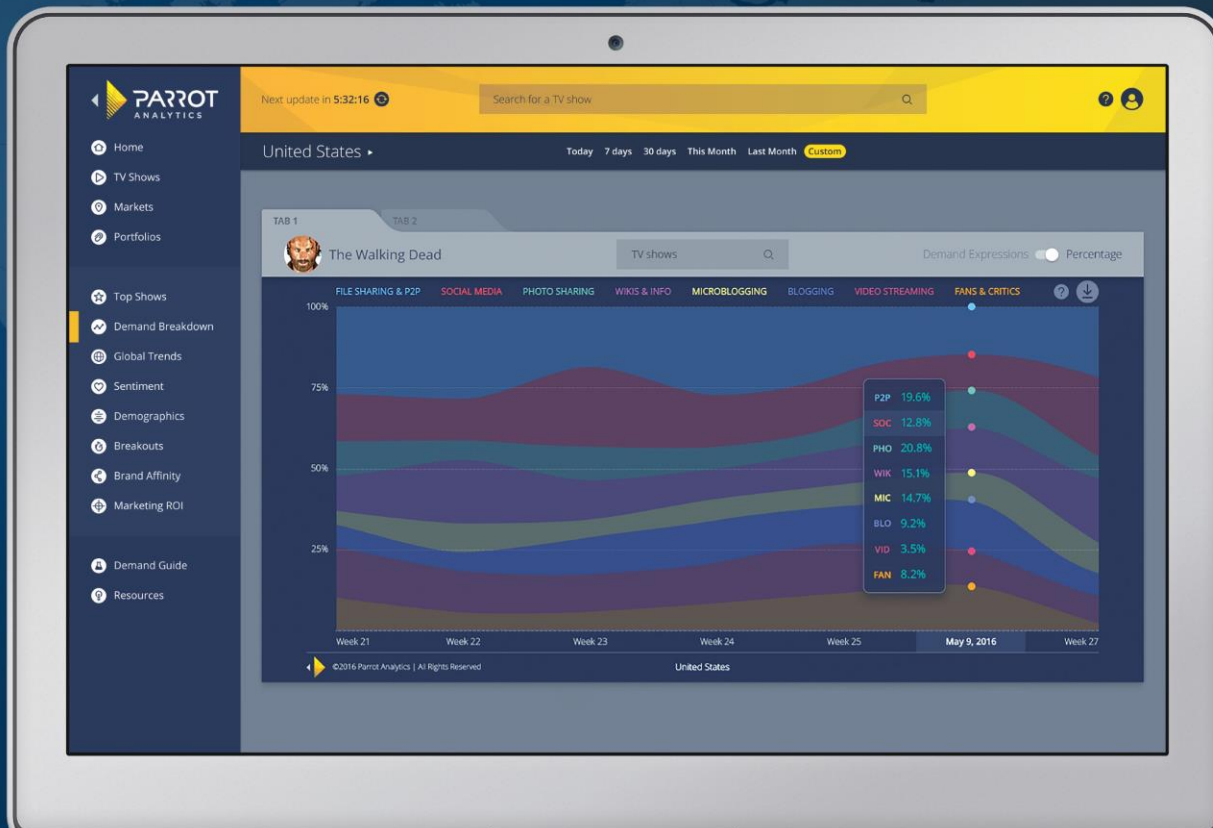 PARROT
ANALYTICS
Next update in 5:32:16
Search for a TV show
?
Home
TV Shows
Markets
Portfolios
Top Shows
Demand Breakdown
Global Trends
Sentiment
Demographics
Breakouts
Brand Affinity
Marketing ROI
Demand Guide
Resources
United States
Today 7 days 30 days This Month Last Month Custom
TAB 1 TAB 2
The Walking Dead TV shows Demand Expressions Percentage
FILE SHARING & P2P SOCIAL MEDIA PHOTO SHARING WIKIS & INFO MICROBLOGGING BLOGGING VIDEO STREAMING FANS & CRITICS ?
100%
75%
50%
25%
P2P 19.6%
SOC 12.8%
PHO 20.8%
WIK 15.1%
MIC 14.7%
BLO 9.2%
VID 3.5%
FAN 8.2%
Week 21 Week 22 Week 23 Week 24 Week 25 May 9, 2016 Week 27
©2016 Parrot Analytics | All Rights Reserved United States